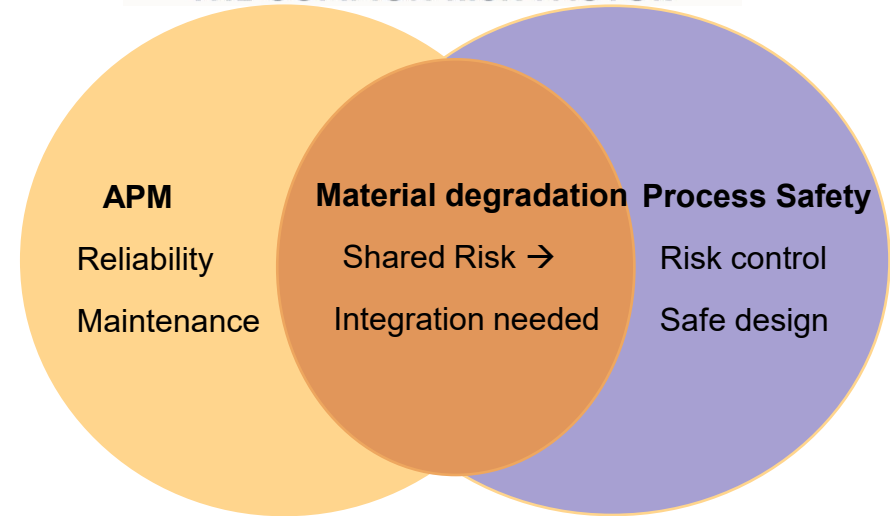 APM
Reliability
Maintenance
Material degradation
Shared Risk →
Integration needed
Process Safety
Risk control
Safe design